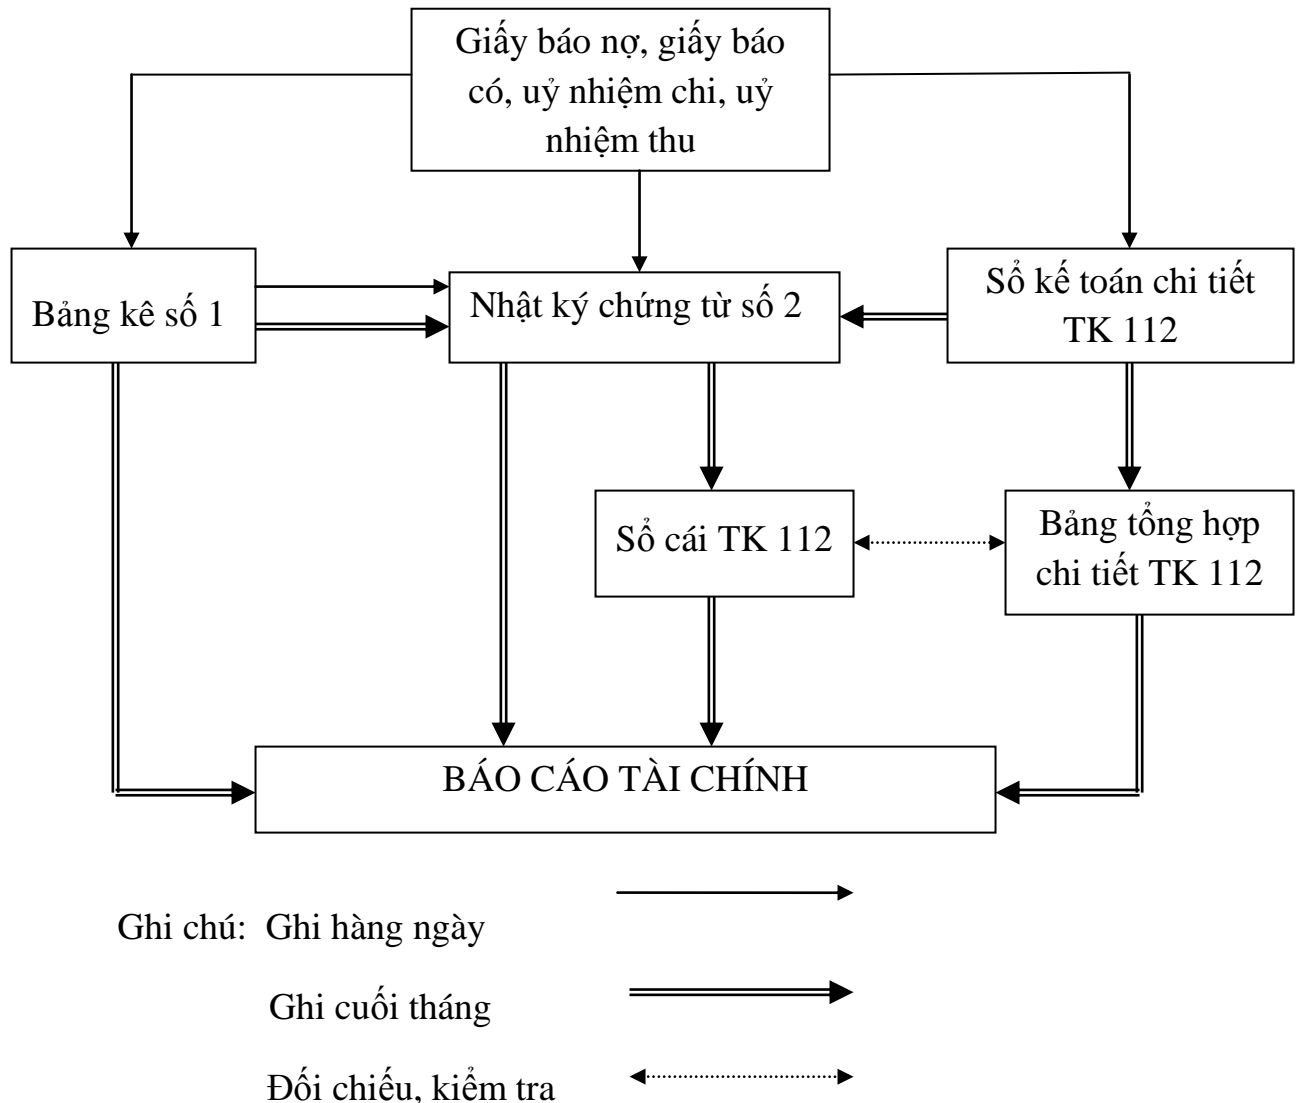 Giấy báo nợ, giấy báo
có, uỷ nhiệm chi, uỷ
nhiệm thu
Bảng kê số 1
Nhật ký chứng từ số 2
Sổ kế toán chi tiết
TK 112
Sổ cái TK 112
Bảng tổng hợp
chi tiết TK 112
BÁO CÁO TÀI CHÍNH
Ghi chú: Ghi hàng ngày
Ghi cuối tháng
Đối chiếu, kiểm tra